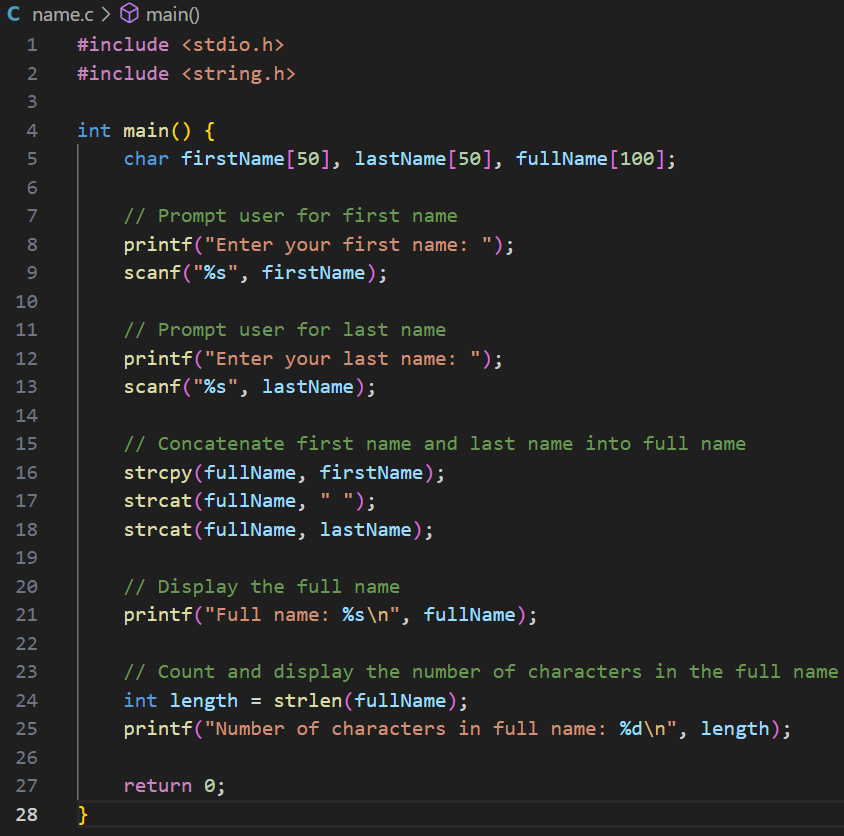 C name.c > main()
1 #include <stdio.h>
2 #include <string.h>
3
4 int main() {
5     char firstName[50], lastName[50], fullName[100];
6
7     // Prompt user for first name
8     printf("Enter your first name: ");
9     scanf("%s", firstName);
10
11     // Prompt user for last name
12     printf("Enter your last name: ");
13     scanf("%s", lastName);
14
15     // Concatenate first name and last name into full name
16     strcpy(fullName, firstName);
17     strcat(fullName, " ");
18     strcat(fullName, lastName);
19
20     // Display the full name
21     printf("Full name: %s\n", fullName);
22
23     // Count and display the number of characters in the full name
24     int length = strlen(fullName);
25     printf("Number of characters in full name: %d\n", length);
26
27     return 0;
28 }